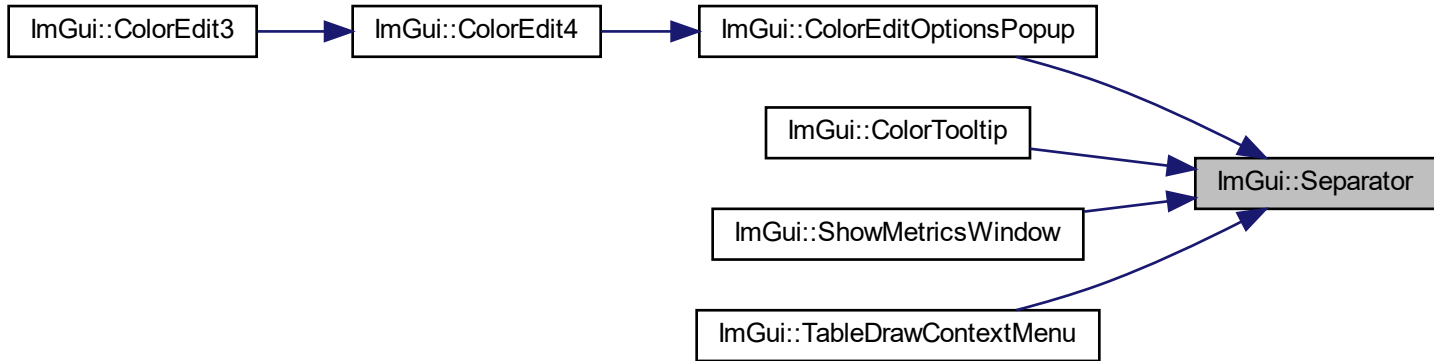 ImGui::ColorEdit3
ImGui::ColorEdit4
ImGui::ColorEditOptionsPopup
ImGui::ColorTooltip
ImGui::Separator
ImGui::ShowMetricsWindow
ImGui::TableDrawContextMenu